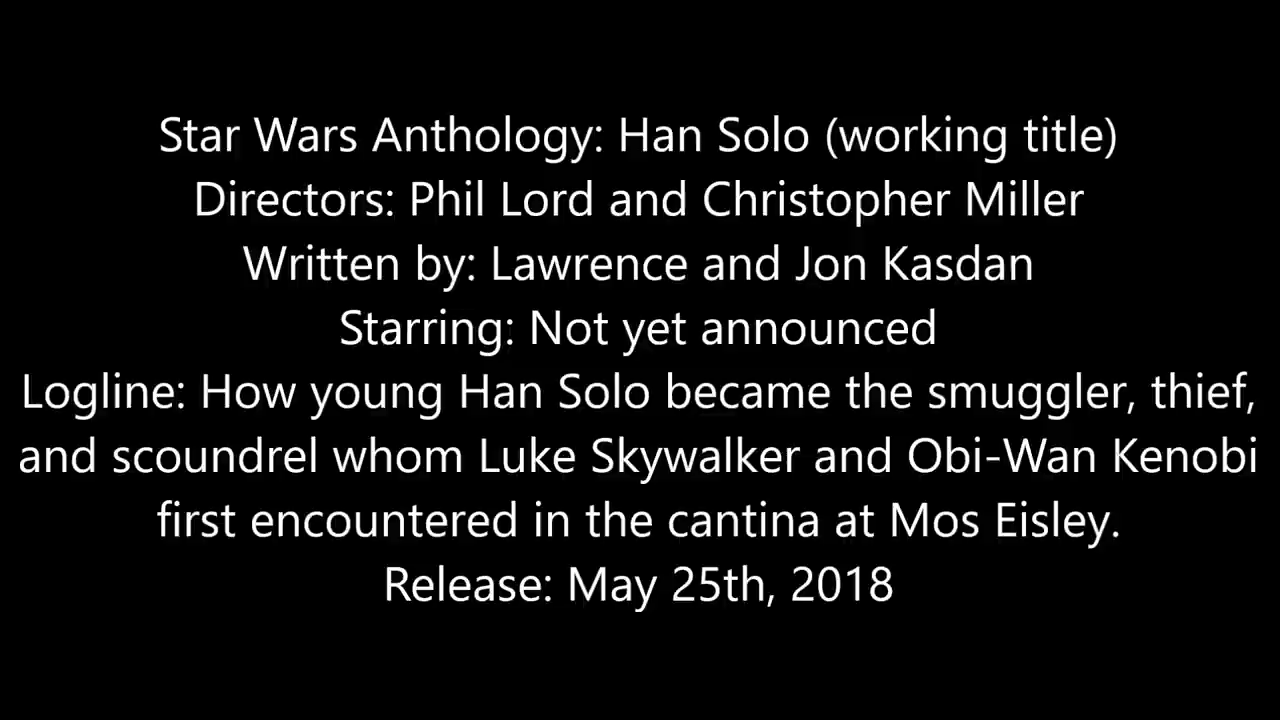 Star Wars Anthology: Han Solo (working title)
Directors: Phil Lord and Christopher Miller
Written by: Lawrence and Jon Kasdan
Starring: Not yet announced
Logline: How young Han Solo became the smuggler, thief,
and scoundrel whom Luke Skywalker and Obi-Wan Kenobi
first encountered in the cantina at Mos Eisley.
Release: May 25th, 2018